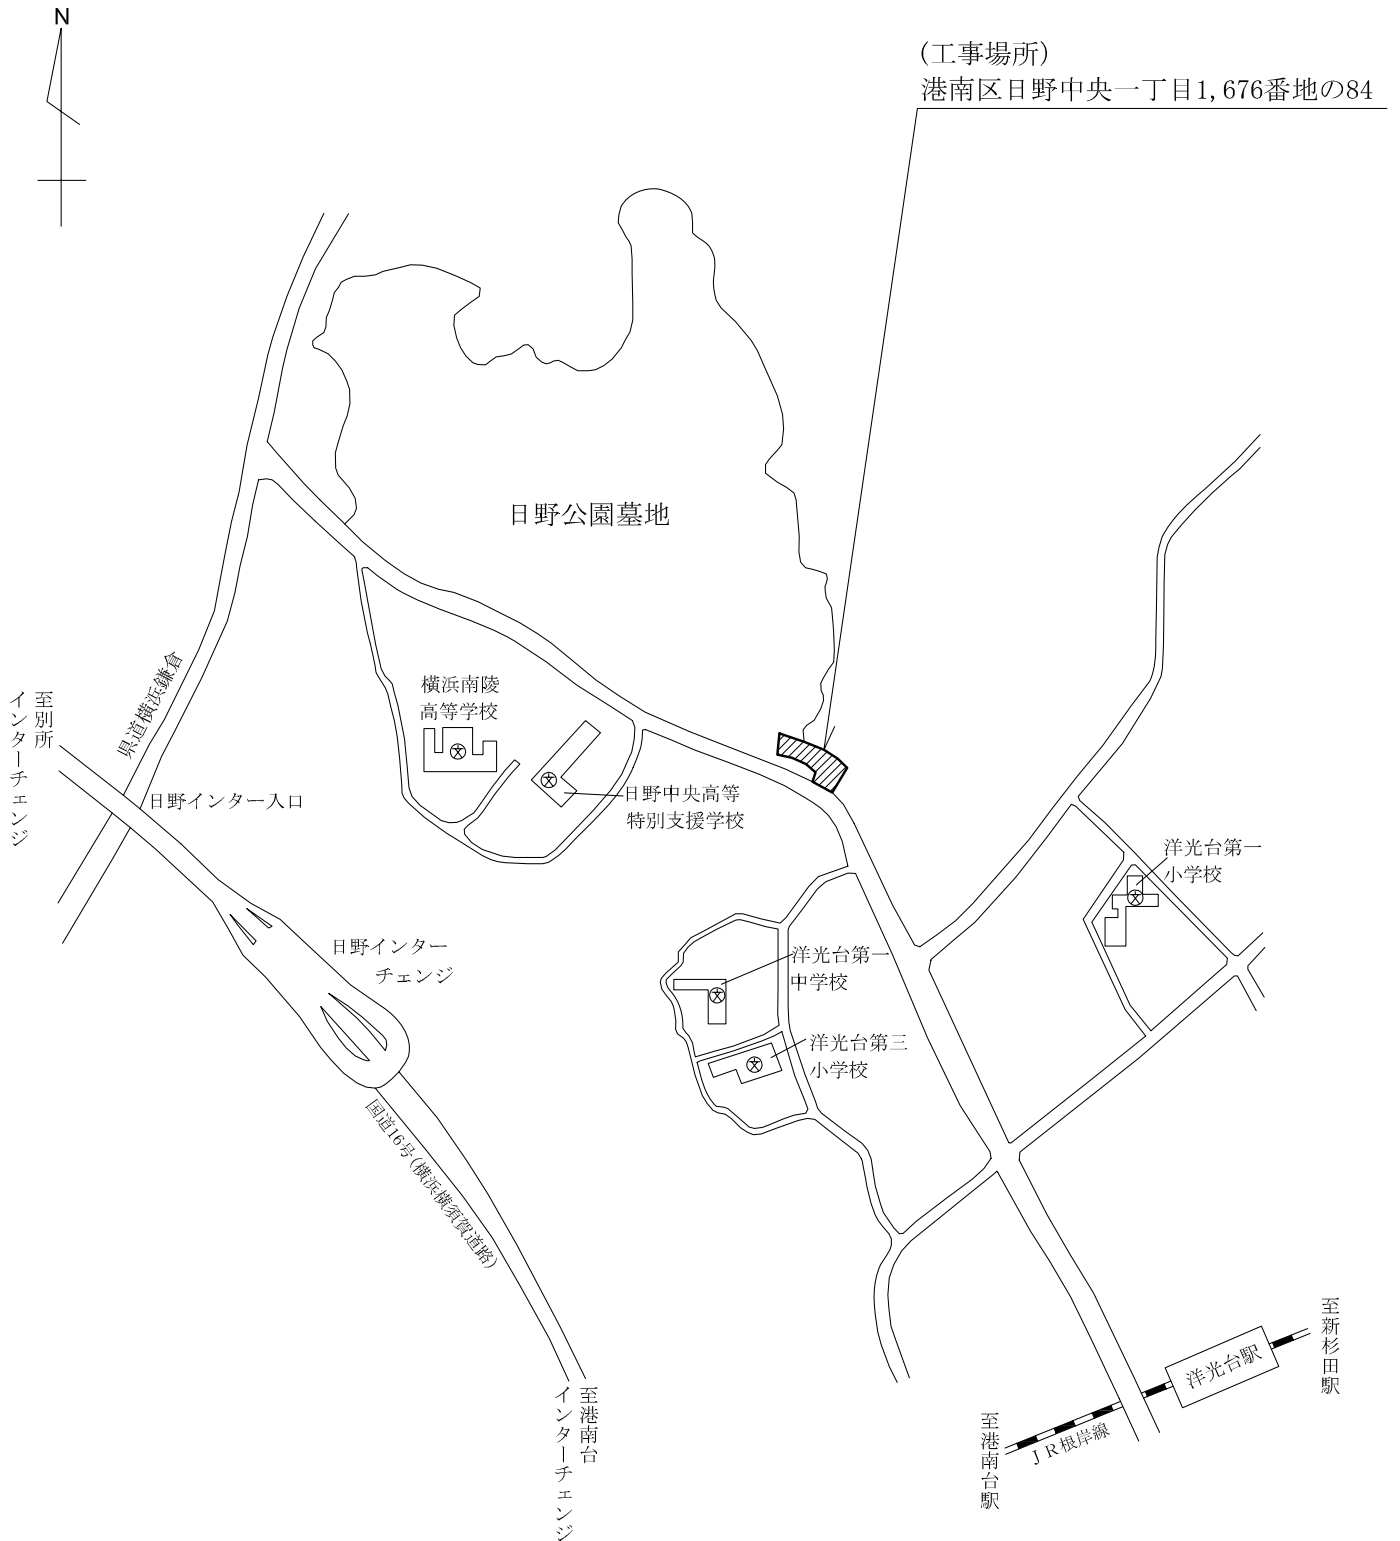 N
(工事場所)
港南区日野中央一丁目1,676番地の84
日野公園墓地
県道横浜鎌倉
至別所
インターチェンジ
横浜南陵
高等学校
日野インター入口
日野中央高等
特別支援学校
洋光台第一
小学校
日野インター
チェンジ
洋光台第一
中学校
洋光台第三
小学校
国道16号(横浜横須賀道路)
至港南台
インターチェンジ
至新杉田駅
洋光台駅
JR根岸線
至港南台駅